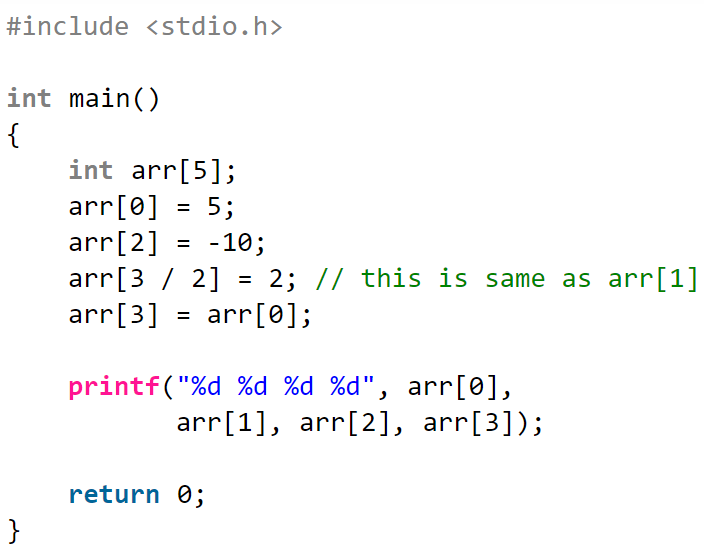 #include <stdio.h>

int main()
{
    int arr[5];
    arr[0] = 5;
    arr[2] = -10;
    arr[3 / 2] = 2; // this is same as arr[1]
    arr[3] = arr[0];

    printf("%d %d %d %d", arr[0],
           arr[1], arr[2], arr[3]);

    return 0;
}